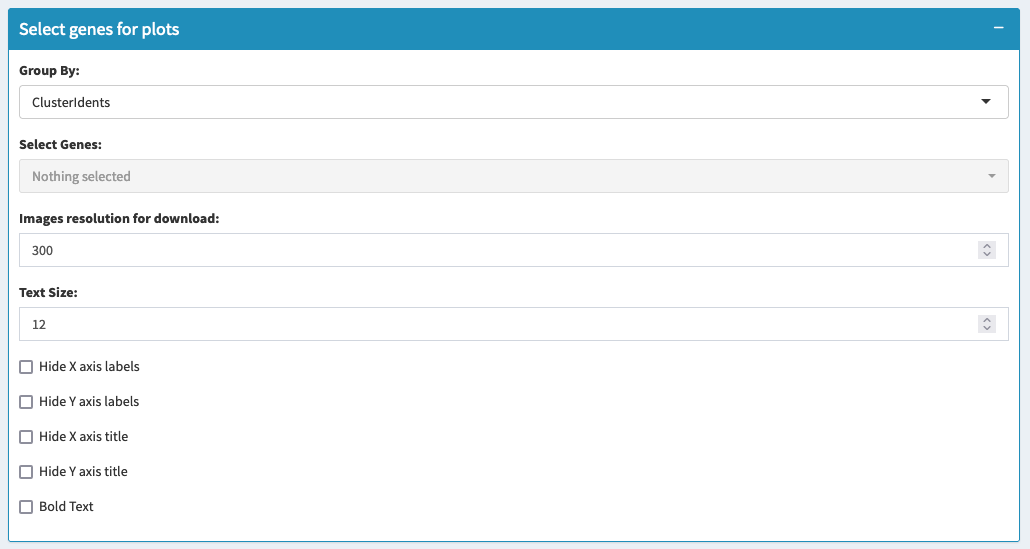 Select genes for plots
Group By:
ClusterIdents
Select Genes:
Nothing selected
Images resolution for download:
300
Text Size:
12
Hide X axis labels
Hide Y axis labels
Hide X axis title
Hide Y axis title
Bold Text